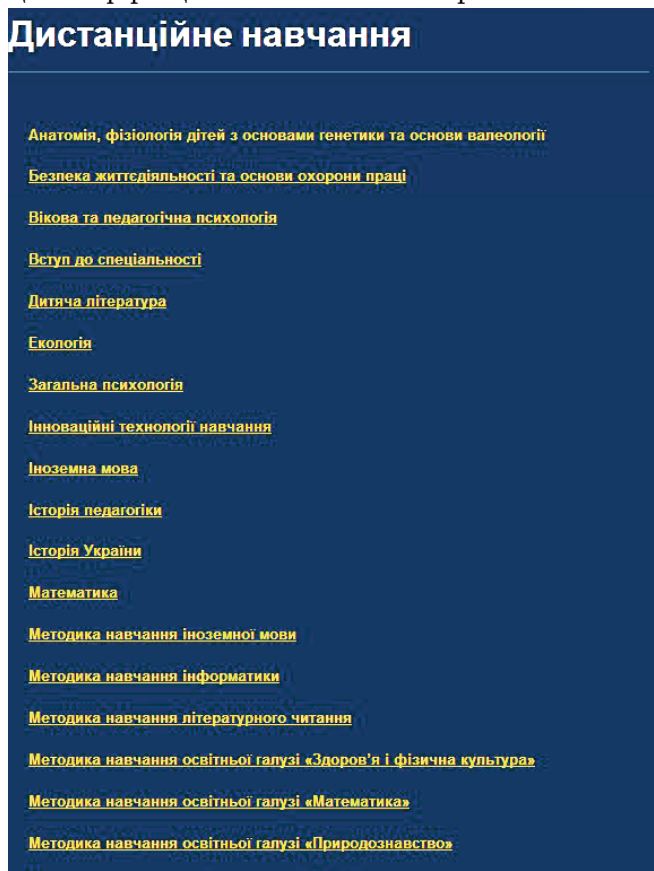 Дистанційне навчання
Анатомія, фізіологія дітей з основами генетики та основи валеології
Безпека життєдіяльності та основи охорони праці
Вікова та педагогічна психологія
Вступ до спеціальності
Дитяча література
Екологія
Загальна психологія
Інноваційні технології навчання
Іноземна мова
Історія педагогіки
Історія України
Математика
Методика навчання іноземної мови
Методика навчання інформатики
Методика навчання літературного читання
Методика навчання освітньої галузі «Здоров'я і фізична культура»
Методика навчання освітньої галузі «Математика»
Методика навчання освітньої галузі «Природознавство»